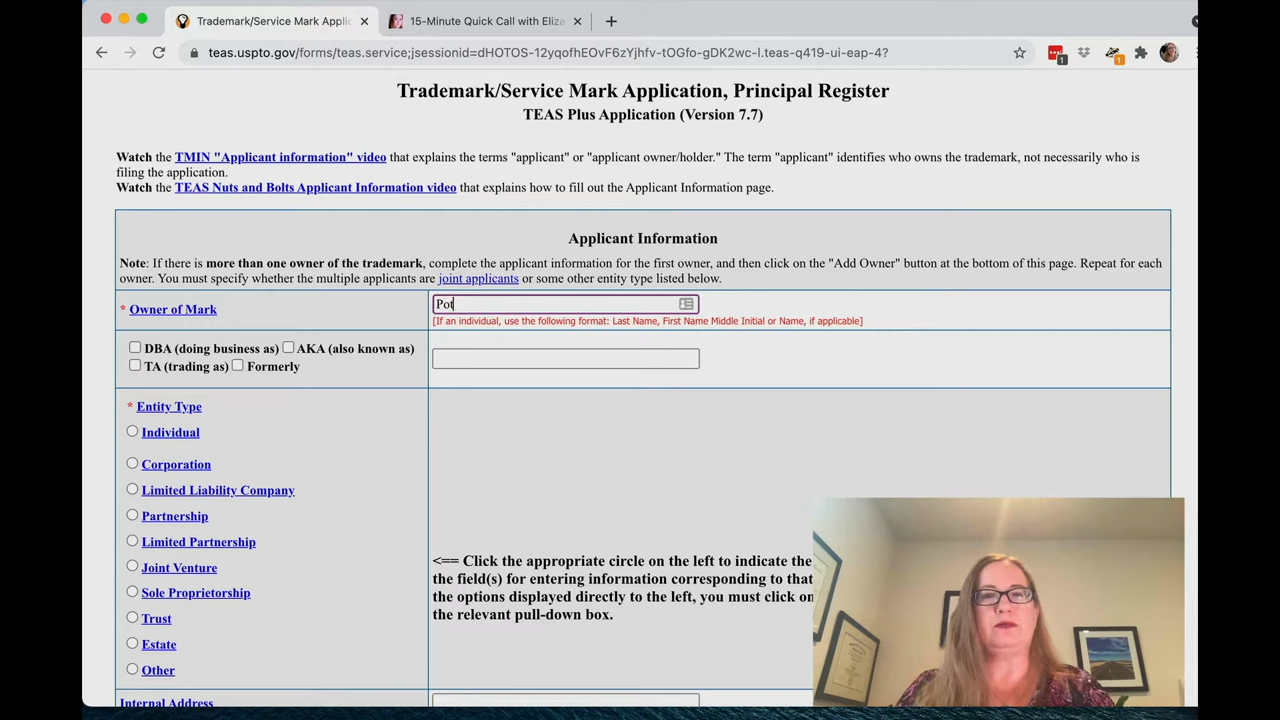 Trademark/Service Mark Applic
15-Minute Quick Call with Eliza
teas.uspto.gov/forms/teas.service;jsessionid=dHOTOS-12yqofhEOvF6zYjhfv-tOGfo-gDK2wc-I.teas-q419-ui-eap-4?
1
1
Trademark/Service Mark Application, Principal Register
TEAS Plus Application (Version 7.7)
Watch the TMIN "Applicant information" video that explains the terms "applicant" or "applicant owner/holder." The term "applicant" identifies who owns the trademark, not necessarily who is
filing the application.
Watch the TEAS Nuts and Bolts Applicant Information video that explains how to fill out the Applicant Information page.
Applicant Information
Note: If there is more than one owner of the trademark, complete the applicant information for the first owner, and then click on the "Add Owner" button at the bottom of this page. Repeat for each
owner. You must specify whether the multiple applicants are joint applicants or some other entity type listed below.
* Owner of Mark
Pot
[If an individual, use the following format: Last Name, First Name Middle Initial or Name, if applicable]
DBA (doing business as) AKA (also known as)
TA (trading as) Formerly
* Entity Type
Individual
Corporation
Limited Liability Company
Partnership
Limited Partnership
Joint Venture
Sole Proprietorship
Trust
Estate
Other
<== Click the appropriate circle on the left to indicate the
the field(s) for entering information corresponding to that
the options displayed directly to the left, you must click on
the relevant pull-down box.
Internal Address